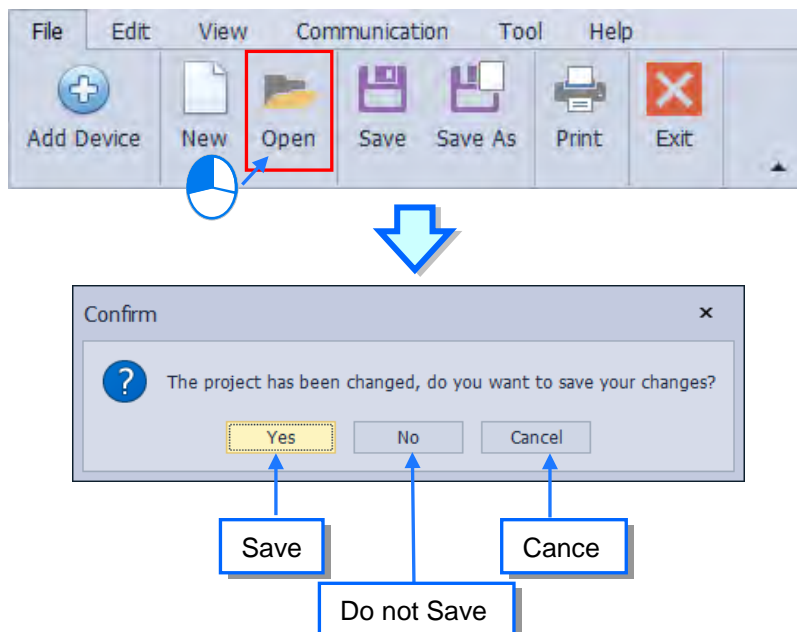 File Edit View Communication Tool Help
Add Device New Open Save Save As Print Exit
Confirm
The project has been changed, do you want to save your changes?
Yes No Cancel
Save Cance
Do not Save